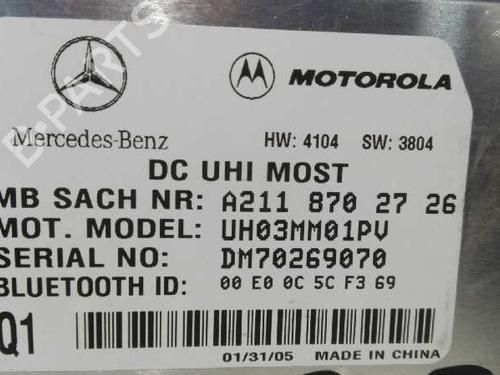 MOTOROLA
Mercedes-Benz
HW: 4104 SW: 3804
DC UHI MOST
MB SACH NR: A211 870 27 26
MOT. MODEL: UH03MM01PV
SERIAL NO: DM70269070
BLUETOOTH ID: 00 E0 0C 5C F3 69
Q1
01/31/05 MADE IN CHINA